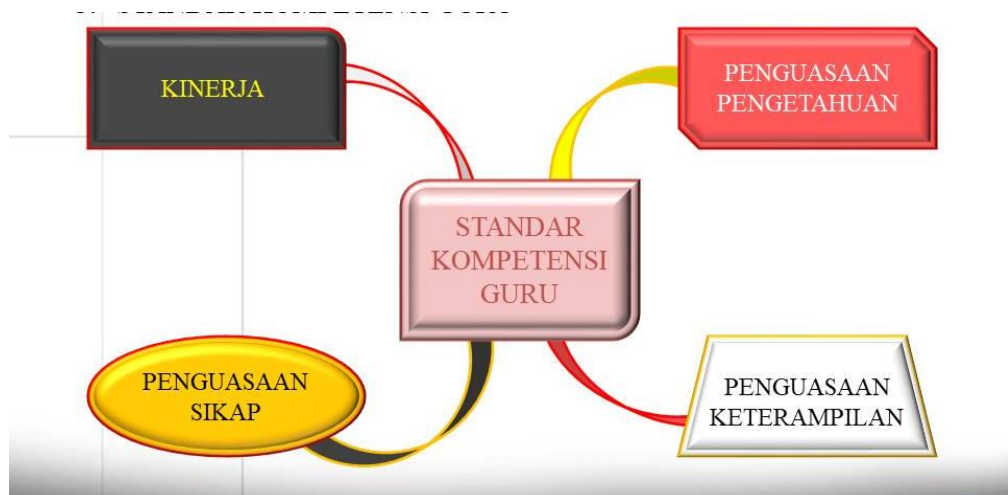 KINERJA
PENGUASAAN
PENGETAHUAN
STANDAR
KOMPETENSI
GURU
PENGUASAAN
SIKAP
PENGUASAAN
KETERAMPILAN